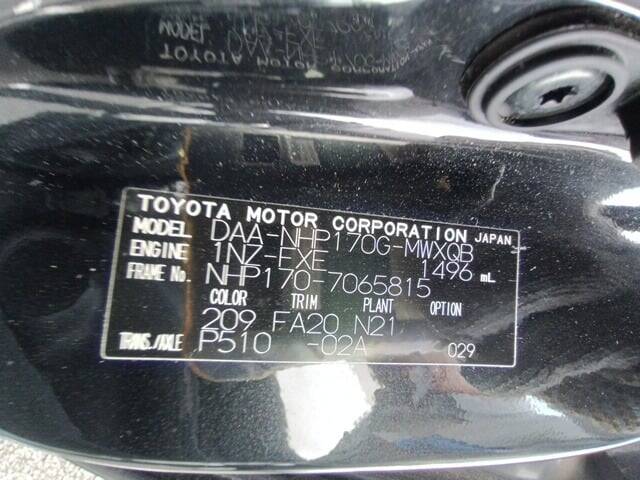 TOYOTA MOTOR CORPORATION JAPAN
MODEL DAA-NHP170G-MWXQB
ENGINE 1NZ-FXE 1496 mL
FRAME No. NHP170-7065815
COLOR TRIM PLANT OPTION
209 FA20 N21
TRANS./AXLE P510 -02A 029